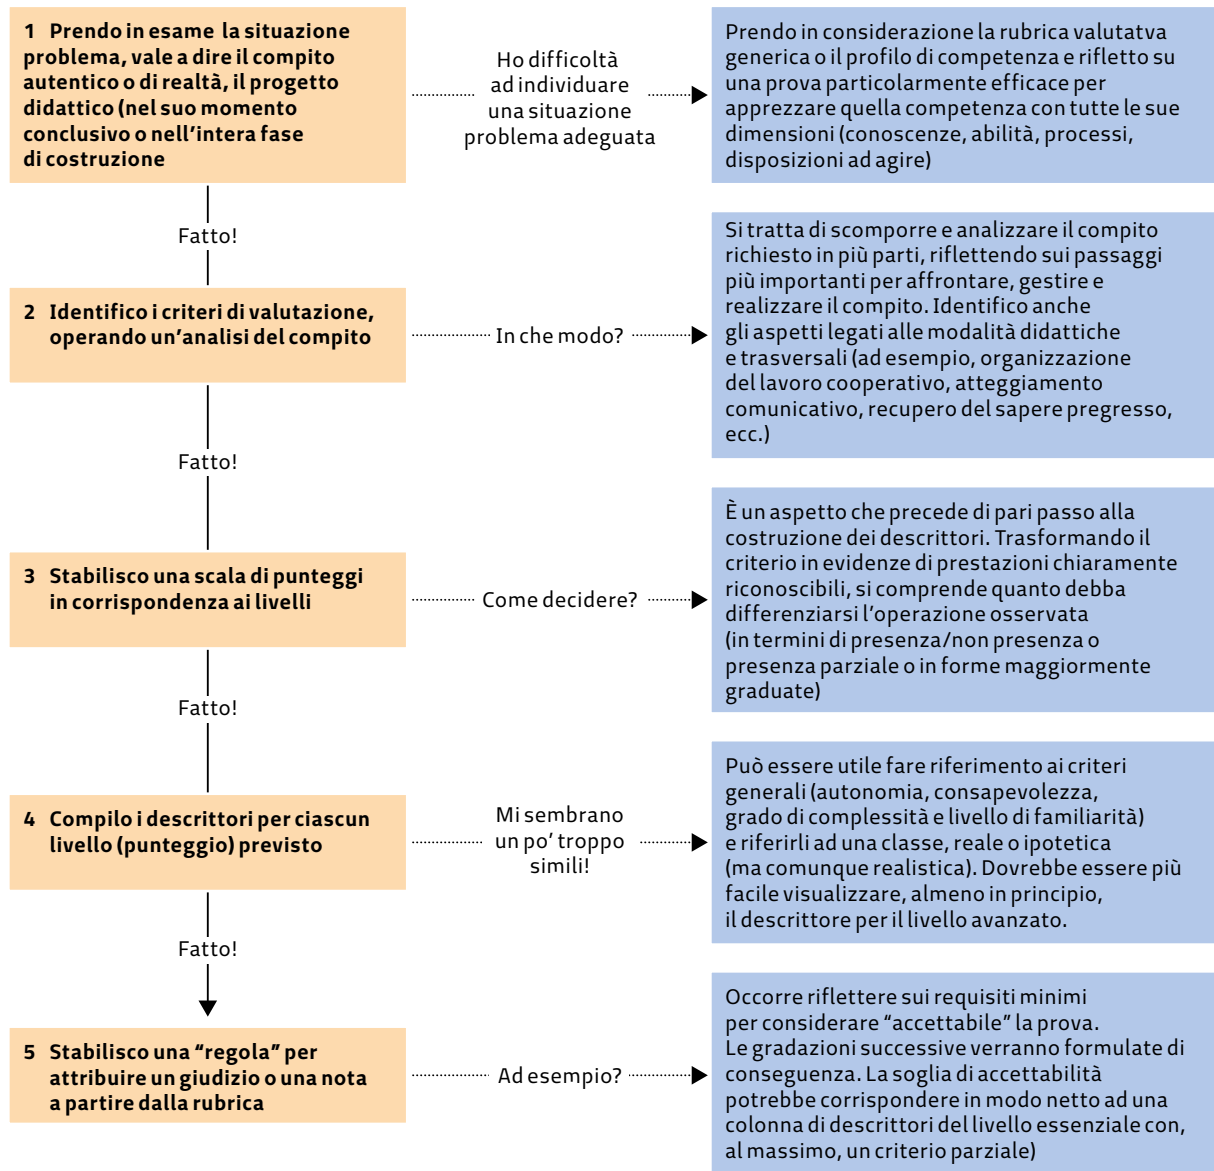 1 Prendo in esame la situazione
problema, vale a dire il compito
autentico o di realtà, il progetto
didattico (nel suo momento
conclusivo o nell'intera fase
di costruzione
Ho difficoltà
ad individuare
una situazione
problema adeguata
Prendo in considerazione la rubrica valutatva
generica o il profilo di competenza e rifletto su
una prova particolarmente efficace per
apprezzare quella competenza con tutte le sue
dimensioni (conoscenze, abilità, processi,
disposizioni ad agire)
Fatto!
2 Identifico i criteri di valutazione,
operando un'analisi del compito
In che modo?
Si tratta di scomporre e analizzare il compito
richiesto in più parti, riflettendo sui passaggi
più importanti per affrontare, gestire e
realizzare il compito. Identifico anche
gli aspetti legati alle modalità didattiche
e trasversali (ad esempio, organizzazione
del lavoro cooperativo, atteggiamento
comunicativo, recupero del sapere pregresso,
ecc.)
Fatto!
3 Stabilisco una scala di punteggi
in corrispondenza ai livelli
Come decidere?
È un aspetto che precede di pari passo alla
costruzione dei descrittori. Trasformando il
criterio in evidenze di prestazioni chiaramente
riconoscibili, si comprende quanto debba
differenziarsi l'operazione osservata
(in termini di presenza/non presenza o
presenza parziale o in forme maggiormente
graduate)
Fatto!
4 Compilo i descrittori per ciascun
livello (punteggio) previsto
Mi sembrano
un po' troppo
simili!
Può essere utile fare riferimento ai criteri
generali (autonomia, consapevolezza,
grado di complessità e livello di familiarità)
e riferirli ad una classe, reale o ipotetica
(ma comunque realistica). Dovrebbe essere più
facile visualizzare, almeno in principio,
il descrittore per il livello avanzato.
Fatto!
5 Stabilisco una “regola” per
attribuire un giudizio o una nota
a partire dalla rubrica
Ad esempio?
Occorre riflettere sui requisiti minimi
per considerare “accettabile” la prova.
Le gradazioni successive verranno formulate di
conseguenza. La soglia di accettabilità
potrebbe corrispondere in modo netto ad una
colonna di descrittori del livello essenziale con,
al massimo, un criterio parziale)